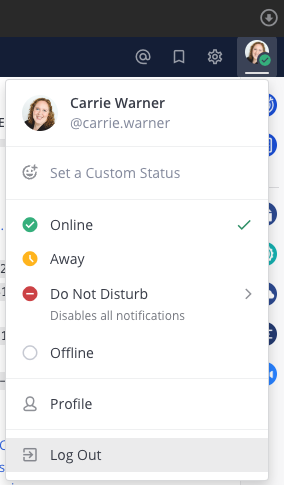 Carrie Warner
@carrie.warner
Set a Custom Status
Online
Away
Do Not Disturb
Disables all notifications
Offline
Profile
Log Out